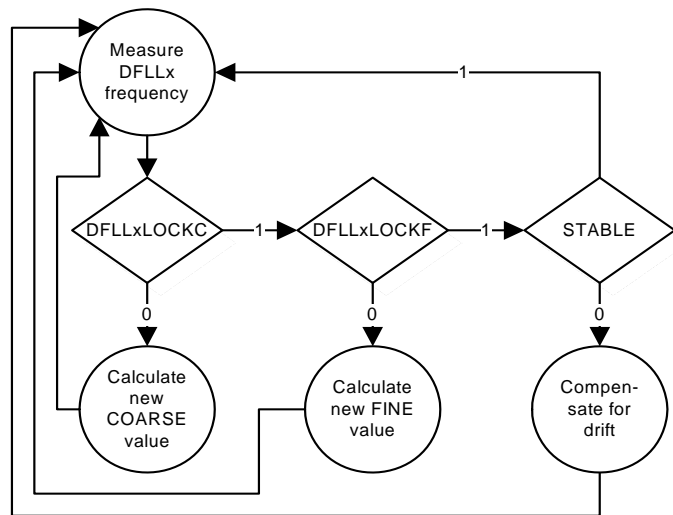 Measure
DFLLx
frequency
1
DFLLxLOCKC
1
DFLLxLOCKF
1
STABLE
0
0
0
Calculate
new
COARSE
value
Calculate
new FINE
value
Compen-
sate for
drift